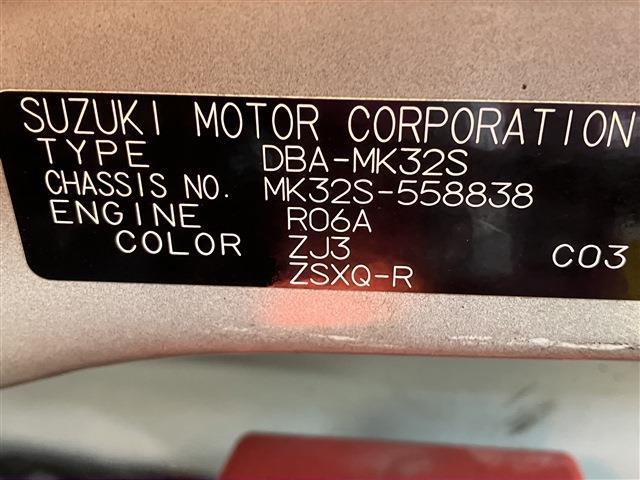 SUZUKI MOTOR CORPORATION
TYPE DBA-MK32S
CHASSIS NO. MK32S-558838
ENGINE R06A
COLOR ZJ3 C03
ZSXQ-R